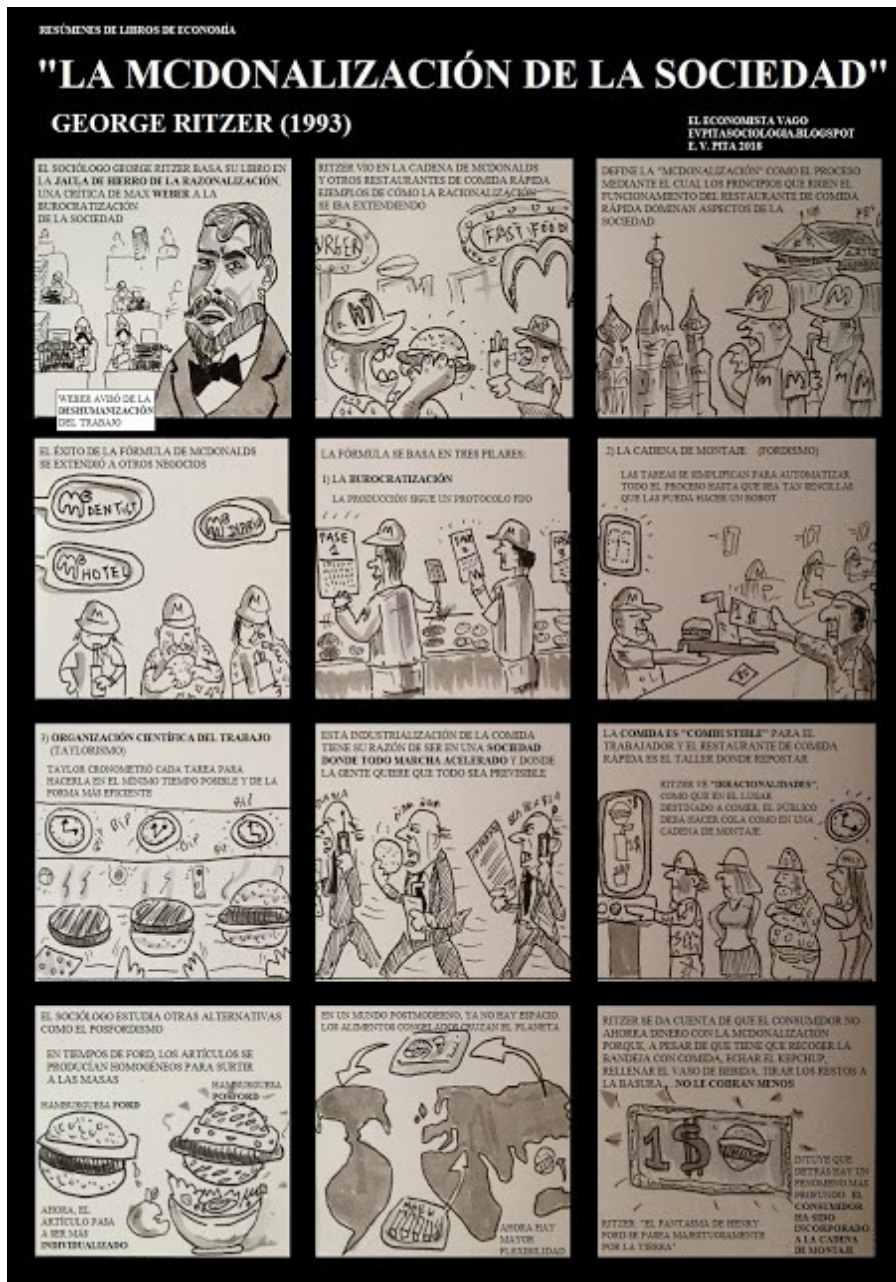 RESÚMENES DE LIBROS DE ECONOMÍA
"LA MCDONALIZACIÓN DE LA SOCIEDAD"
GEORGE RITZER (1993)
EL ECONOMISTA VAGO
EVPITASOCIOLOGIA.BLOGSPOT
E. V. PITA 2018
EL SOCIÓLOGO GEORGE RITZER BASA SU LIBRO EN
LA JAULA DE HIERRO DE LA RAZONALIZACIÓN,
UNA CRÍTICA DE MAX WEBER A LA
BUROCRATIZACIÓN
DE LA SOCIEDAD
WEBER AVISÓ DE LA
DESHUMANIZACIÓN
DEL TRABAJO
RITZER VIO EN LA CADENA DE MCDONALDS
Y OTROS RESTAURANTES DE COMIDA RÁPIDA
EJEMPLOS DE CÓMO LA RACIONALIZACIÓN
SE IBA EXTENDIENDO
URGER
FAST FOOD
DEFINE LA "MCDONALIZACIÓN" COMO EL PROCESO
MEDIANTE EL CUAL LOS PRINCIPIOS QUE RIGEN EL
FUNCIONAMIENTO DEL RESTAURANTE DE COMIDA
RÁPIDA DOMINAN ASPECTOS DE LA
SOCIEDAD
M
M
EL ÉXITO DE LA FÓRMULA DE MCDONALDS
SE EXTENDIÓ A OTROS NEGOCIOS
DENTIST
DIARIO
HOTEL
M
M
M
LA FÓRMULA SE BASA EN TRES PILARES:
1) LA BUROCRATIZACIÓN
LA PRODUCCIÓN SIGUE UN PROTOCOLO FIJO
FASE
1
2) LA CADENA DE MONTAJE (FORDISMO)
LAS TAREAS SE SIMPLIFICAN PARA AUTOMATIZAR
TODO EL PROCESO HASTA QUE SEA TAN SENCILLAS
QUE LAS PUEDA HACER UN ROBOT
3) ORGANIZACIÓN CIENTÍFICA DEL TRABAJO
(TAYLORISMO)
TAYLOR CRONOMETRÓ CADA TAREA PARA
HACERLA EN EL MÍNIMO TIEMPO POSIBLE Y DE LA
FORMA MÁS EFICIENTE
BIP
BIP
BIP
ESTA INDUSTRIALIZACIÓN DE LA COMIDA
TIENE SU RAZÓN DE SER EN UNA SOCIEDAD
DONDE TODO MARCHA ACELERADO Y DONDE
LA GENTE QUIERE QUE TODO SEA PREVISIBLE
LA COMIDA ES "COMBUSTIBLE" PARA EL
TRABAJADOR Y EL RESTAURANTE DE COMIDA
RÁPIDA ES EL TALLER DONDE REPOSTAR
RITZER VE "IRRACIONALIDADES",
COMO QUE EN EL LUGAR
DESTINADO A COMER, EL PÚBLICO
DEBA HACER COLA COMO EN UNA
CADENA DE MONTAJE
EL SOCIÓLOGO ESTUDIA OTRAS ALTERNATIVAS
COMO EL POSFORDISMO
EN TIEMPOS DE FORD, LOS ARTÍCULOS SE
PRODUCÍAN HOMOGÉNEOS PARA SURTIR
A LAS MASAS
HAMBURGUESA FORD
HAMBURGUESA
POSFORD
AHORA, EL
ARTÍCULO PASA
A SER MÁS
INDIVIDUALIZADO
EN UN MUNDO POSTMODERNO, YA NO HAY ESPACIO.
LOS ALIMENTOS CONGELADOS CRUZAN EL PLANETA
AHORA HAY
MAYOR
FLEXIBILIDAD
RITZER SE DA CUENTA DE QUE EL CONSUMIDOR NO
AHORRA DINERO CON LA MCDONALIZACIÓN
PORQUE, A PESAR DE QUE TIENE QUE RECOGER LA
BANDEJA CON COMIDA, ECHAR EL KEPCHUP,
RELLENAR EL VASO DE BEBIDA, TIRAR LOS RESTOS A
LA BASURA... NO LE COBRAN MENOS
1 $
INTUYE QUE
DETRÁS HAY UN
FENÓMENO MÁS
PROFUNDO: EL
CONSUMIDOR
HA SIDO
INCORPORADO
A LA CADENA
DE MONTAJE
RITZER: "EL FANTASMA DE HENRY
FORD SE PASEA MAJESTUOSAMENTE
POR LA TIERRA"